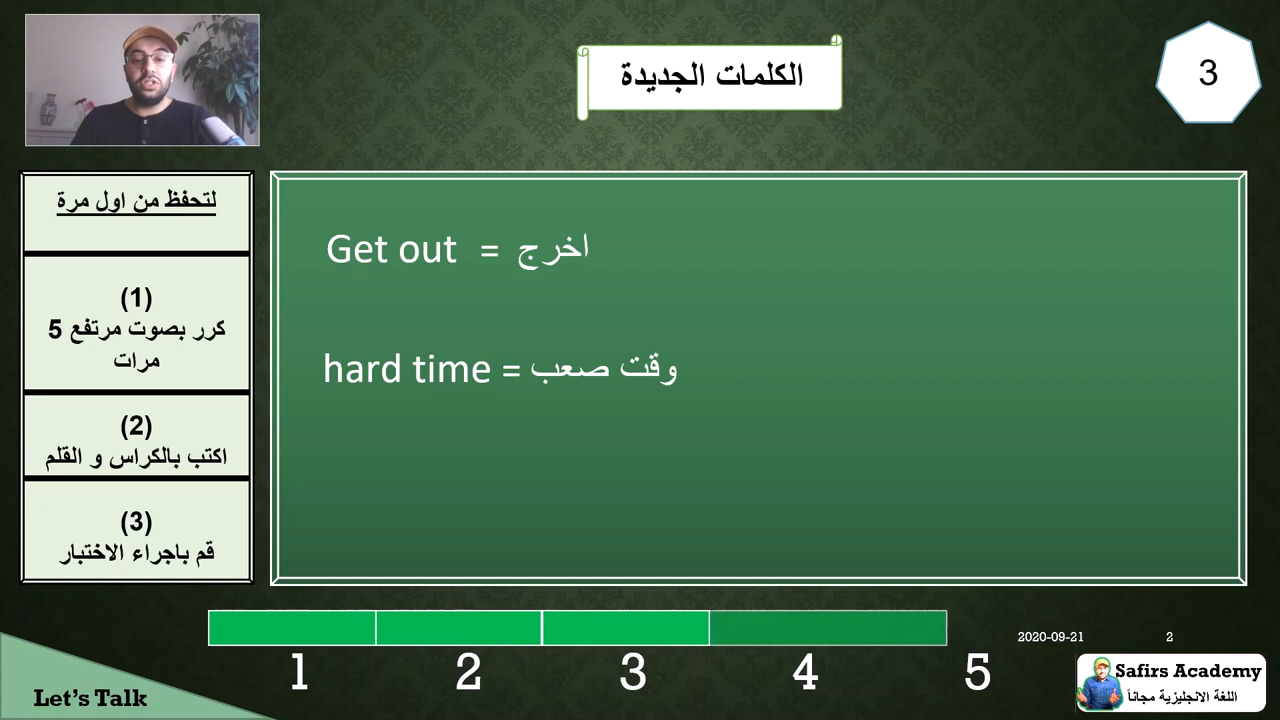 الكلمات الجديدة
3
لتحفظ من اول مرة
(1)
كرر بصوت مرتفع 5
مرات
(2)
اكتب بالكراس و القلم
(3)
قم باجراء الاختبار
Get out = اخرج
hard time = وقت صعب
1 2 3 4 5
2020-09-21 2
Let's Talk
Safirs Academy
اللغة الانجليزية مجاناً